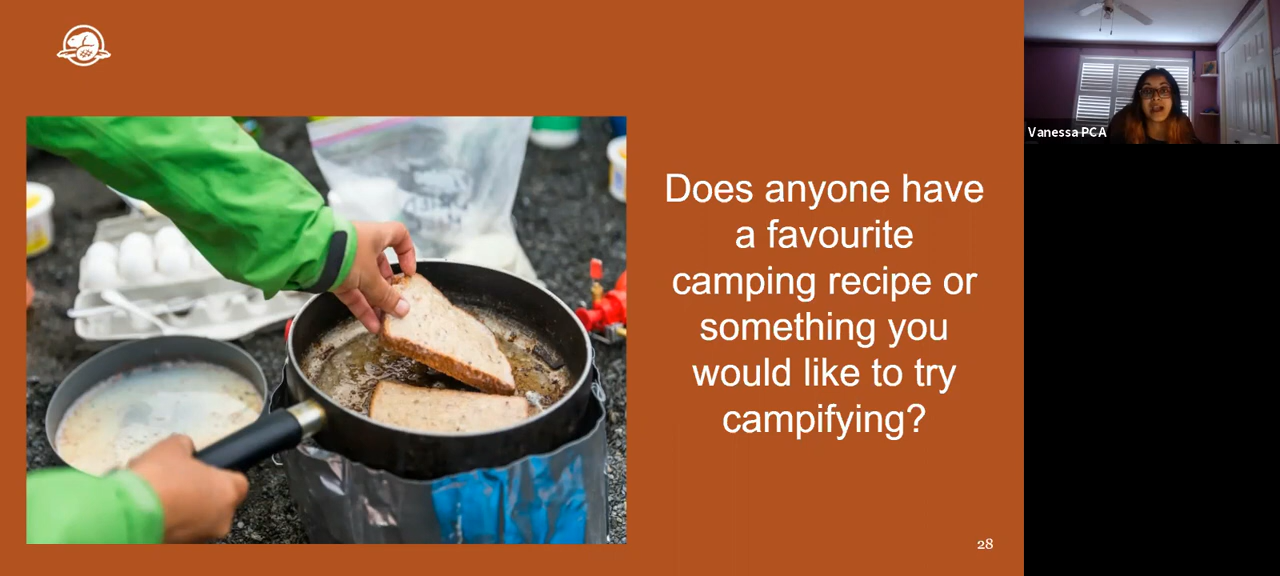 Does anyone have
a favourite
camping recipe or
something you
would like to try
campifying?
28
Vanessa PCA